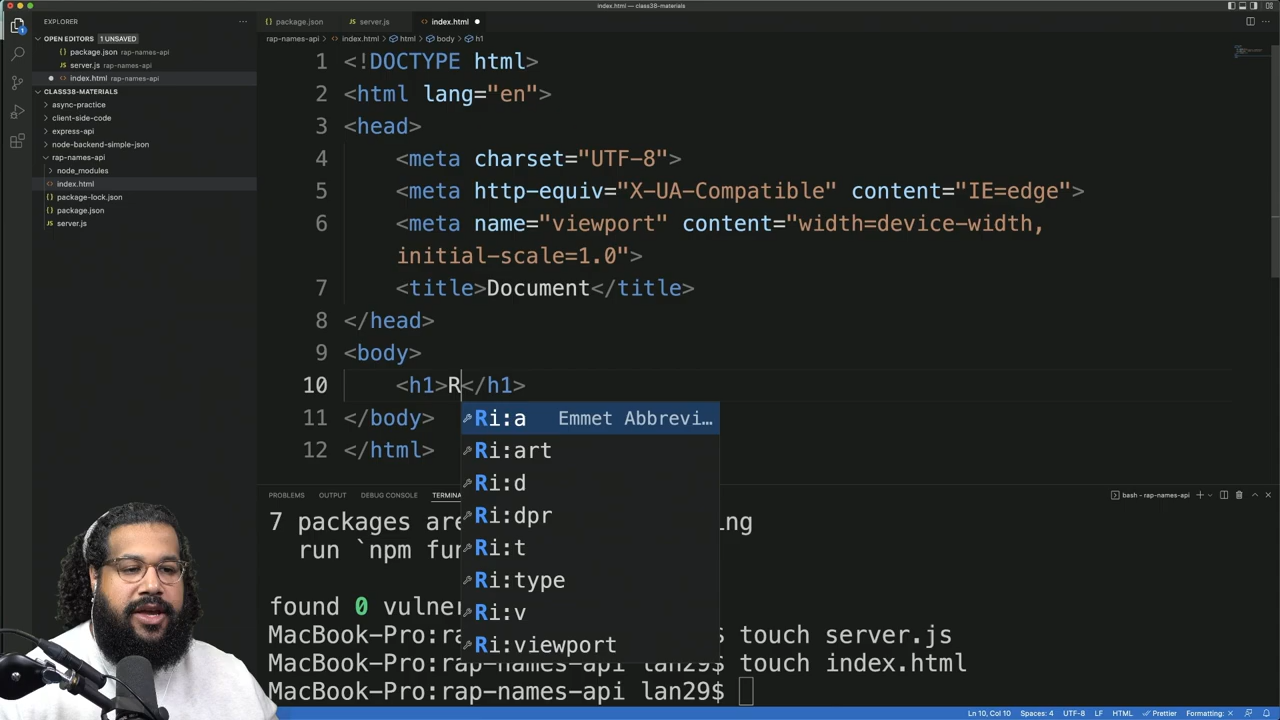 index.html — class38-materials
EXPLORER
package.json
server.js
index.html
OPEN EDITORS 1 UNSAVED
package.json rap-names-api
server.js rap-names-api
index.html rap-names-api
CLASS38-MATERIALS
async-practice
client-side-code
express-api
node-backend-simple-json
rap-names-api
node_modules
index.html
package-lock.json
package.json
server.js
rap-names-api > index.html > html > body > h1
1 <!DOCTYPE html>
2 <html lang="en">
3 <head>
4 <meta charset="UTF-8">
5 <meta http-equiv="X-UA-Compatible" content="IE=edge">
6 <meta name="viewport" content="width=device-width,
initial-scale=1.0">
7 <title>Document</title>
8 </head>
9 <body>
10 <h1>R</h1>
11 </body>
12 </html>
Ri:a Emmet Abbrevi…
Ri:art
Ri:d
Ri:dpr
Ri:t
Ri:type
Ri:v
Ri:viewport
PROBLEMS OUTPUT DEBUG CONSOLE TERMINAL
bash - rap-names-api
7 packages are ing
run `npm fun
found 0 vulner
MacBook-Pro:rap $ touch server.js
MacBook-Pro:rap-names-api lan29$ touch index.html
MacBook-Pro:rap-names-api lan29$
Ln 10, Col 10 Spaces: 4 UTF-8 LF HTML Prettier Formatting: ×